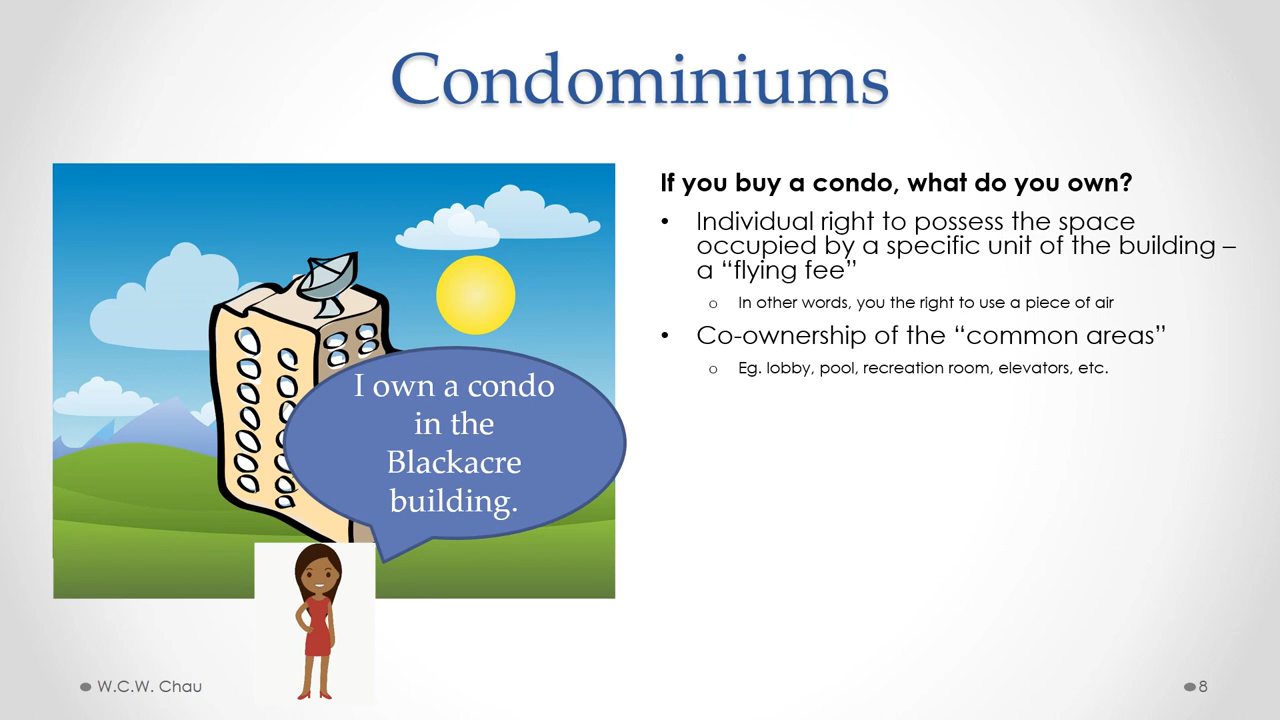 Condominiums
I own a condo
in the
Blackacre
building.
If you buy a condo, what do you own?
• Individual right to possess the space
occupied by a specific unit of the building –
a “flying fee”
o In other words, you the right to use a piece of air
• Co-ownership of the “common areas”
o Eg. lobby, pool, recreation room, elevators, etc.
W.C.W. Chau
8